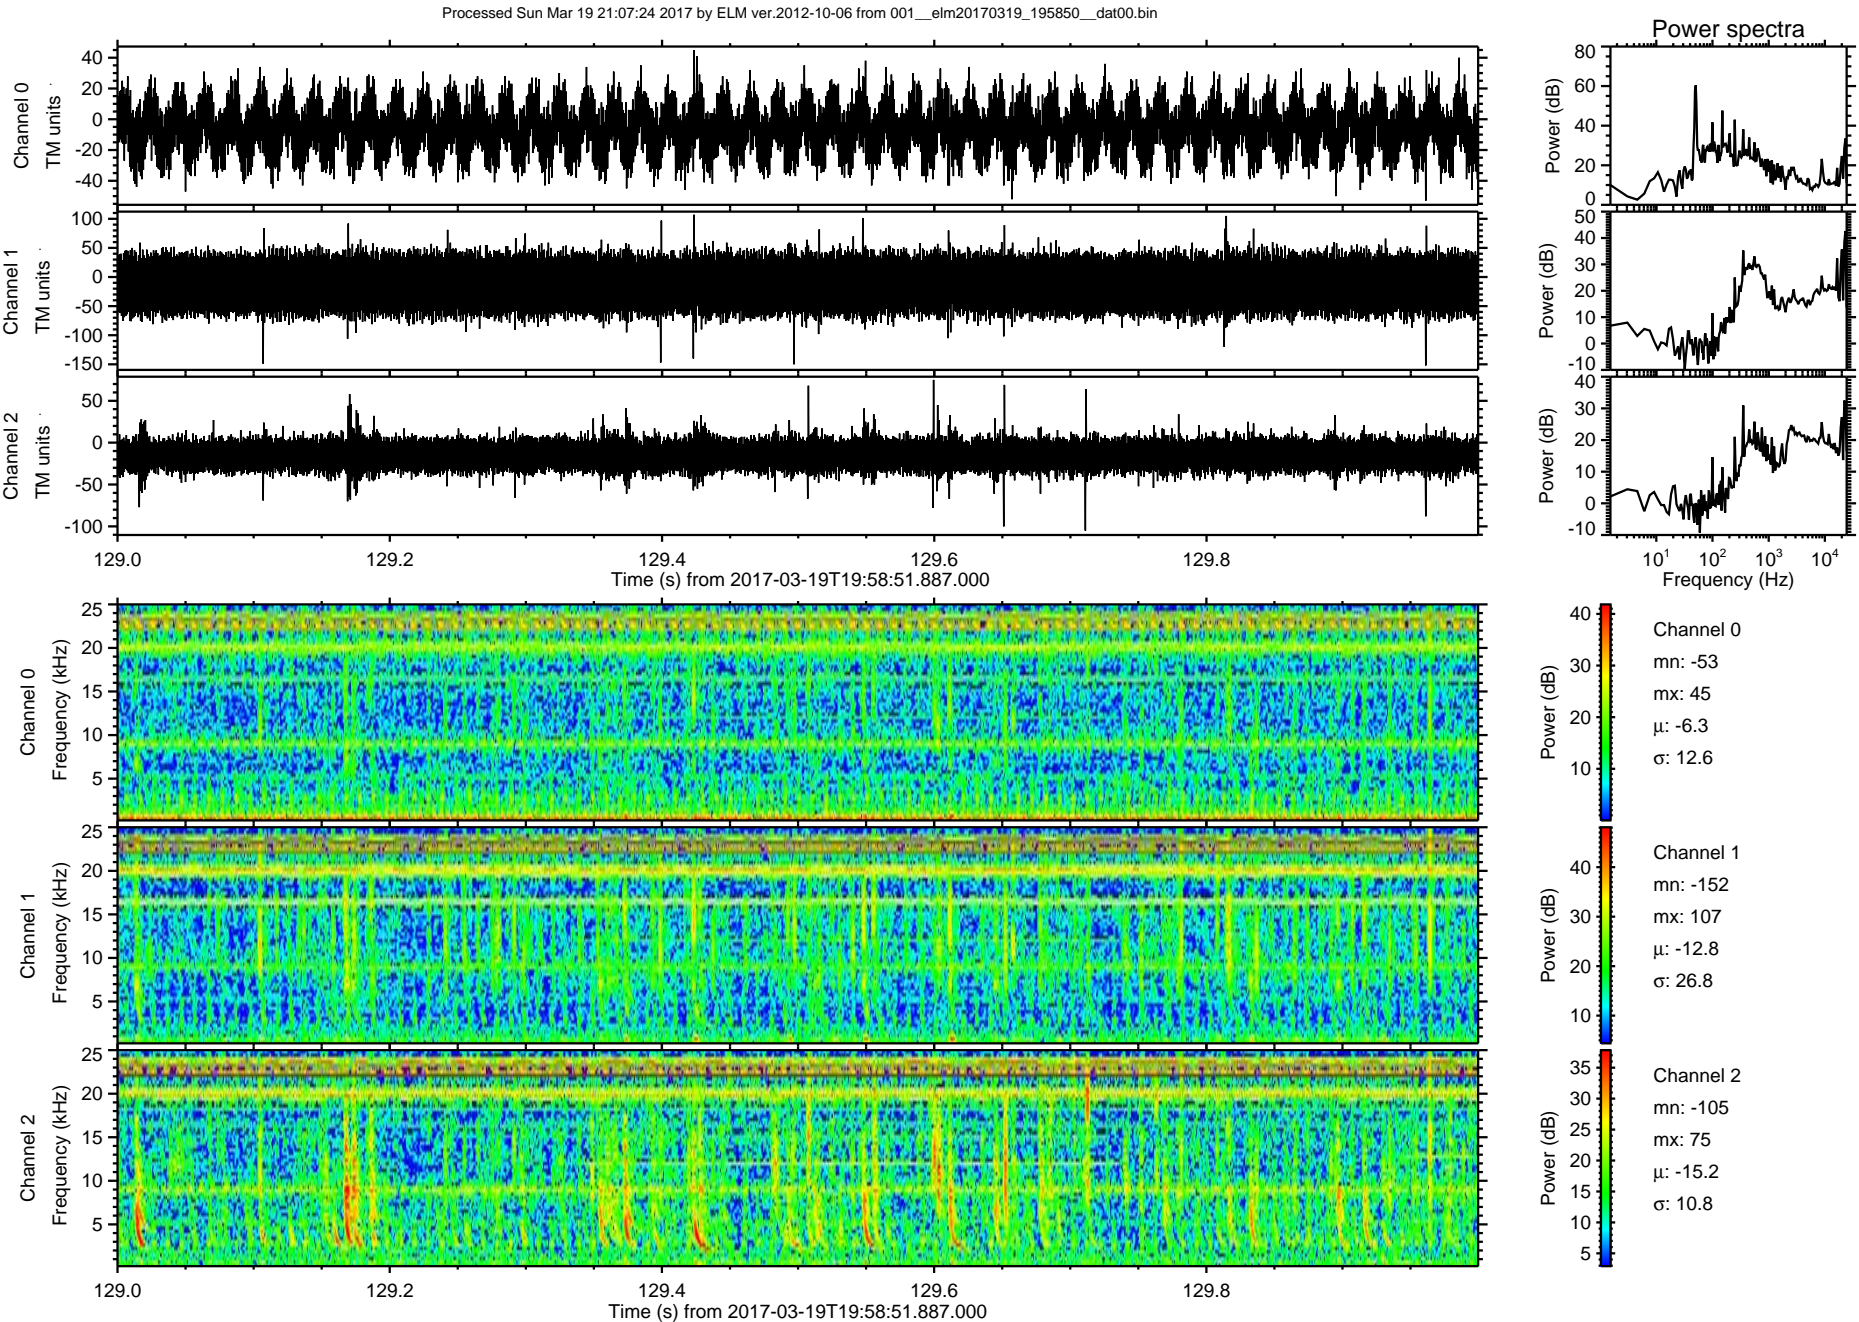 Processed Sun Mar 19 21:07:24 2017 by ELM ver.2012-10-06 from 001__elm20170319_195850__dat00.bin
Power spectra
Channel 0
TM units
40
20
0
-20
-40
Power (dB)
80
60
40
20
0
Channel 1
TM units
100
50
0
-50
-100
-150
Power (dB)
50
40
30
20
10
0
-10
Channel 2
TM units
50
0
-50
-100
Power (dB)
40
30
20
10
0
-10
129.0 129.2 129.4 129.6 129.8
Time (s) from 2017-03-19T19:58:51.887.000
10¹ 10² 10³ 10⁴
Frequency (Hz)
Channel 0
Frequency (kHz)
25
20
15
10
5
Power (dB)
40
30
20
10
Channel 0
mn: -53
mx: 45
μ: -6.3
σ: 12.6
Channel 1
Frequency (kHz)
25
20
15
10
5
Power (dB)
40
30
20
10
Channel 1
mn: -152
mx: 107
μ: -12.8
σ: 26.8
Channel 2
Frequency (kHz)
25
20
15
10
5
Power (dB)
35
30
25
20
15
10
5
Channel 2
mn: -105
mx: 75
μ: -15.2
σ: 10.8
129.0 129.2 129.4 129.6 129.8
Time (s) from 2017-03-19T19:58:51.887.000